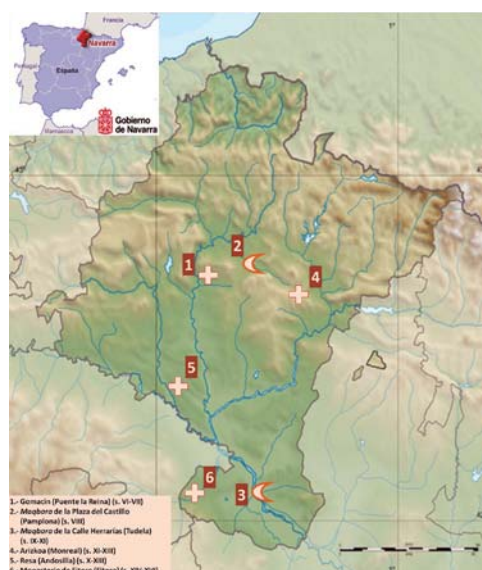 Francia
Navarra
Portugal
España
Marruecos
Gobierno
de Navarra
1°
43°
2
1
4
5
6
3
1.- Gomacin (Puente la Reina) (s. VI-VII)
2.- Maqbara de la Plaza del Castillo
(Pamplona) (s. VIII)
3.- Maqbara de la Calle Herrerías (Tudela)
(s. IX-XI)
4.- Arizkoa (Monreal) (s. XI-XIII)
5.- Resa (Andosilla) (s. X-XIII)